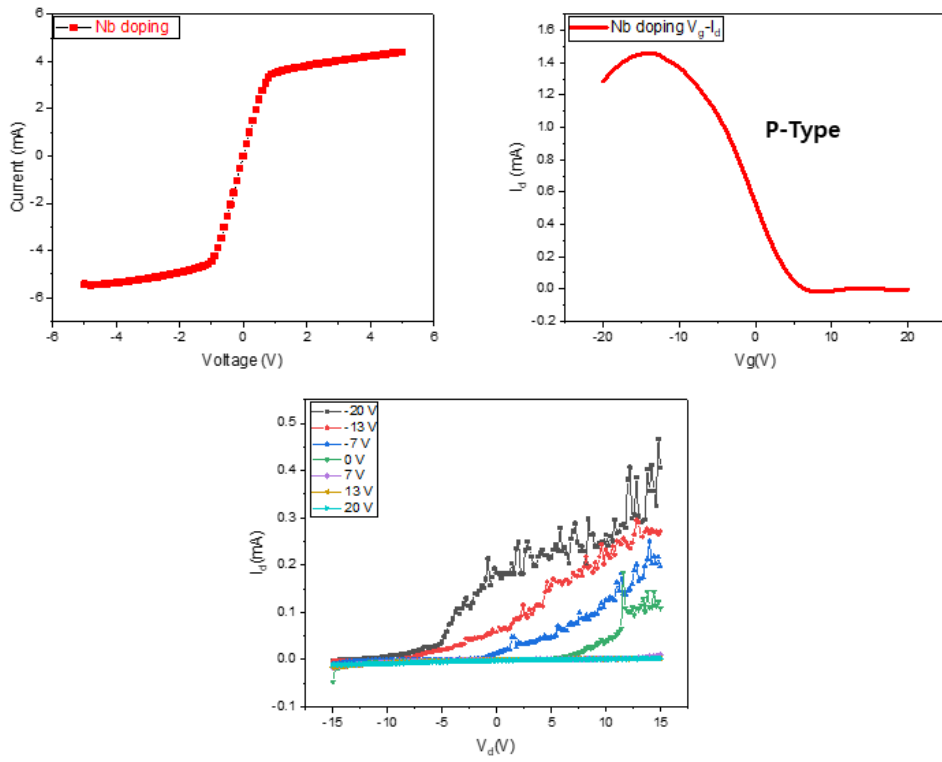 Nb doping
4
2
0
-2
-4
-6
Current (mA)
-6
-4
-2
0
2
4
6
Voltage (V)
Nb doping Vg-Id
P-Type
1.6
1.4
1.2
1.0
0.8
0.6
0.4
0.2
0.0
-0.2
Id (mA)
-20
-10
0
10
20
Vg(V)
-20 V
-13 V
-7 V
0 V
7 V
13 V
20 V
0.5
0.4
0.3
0.2
0.1
0.0
-0.1
Id(mA)
-15
-10
-5
0
5
10
15
Vd(V)